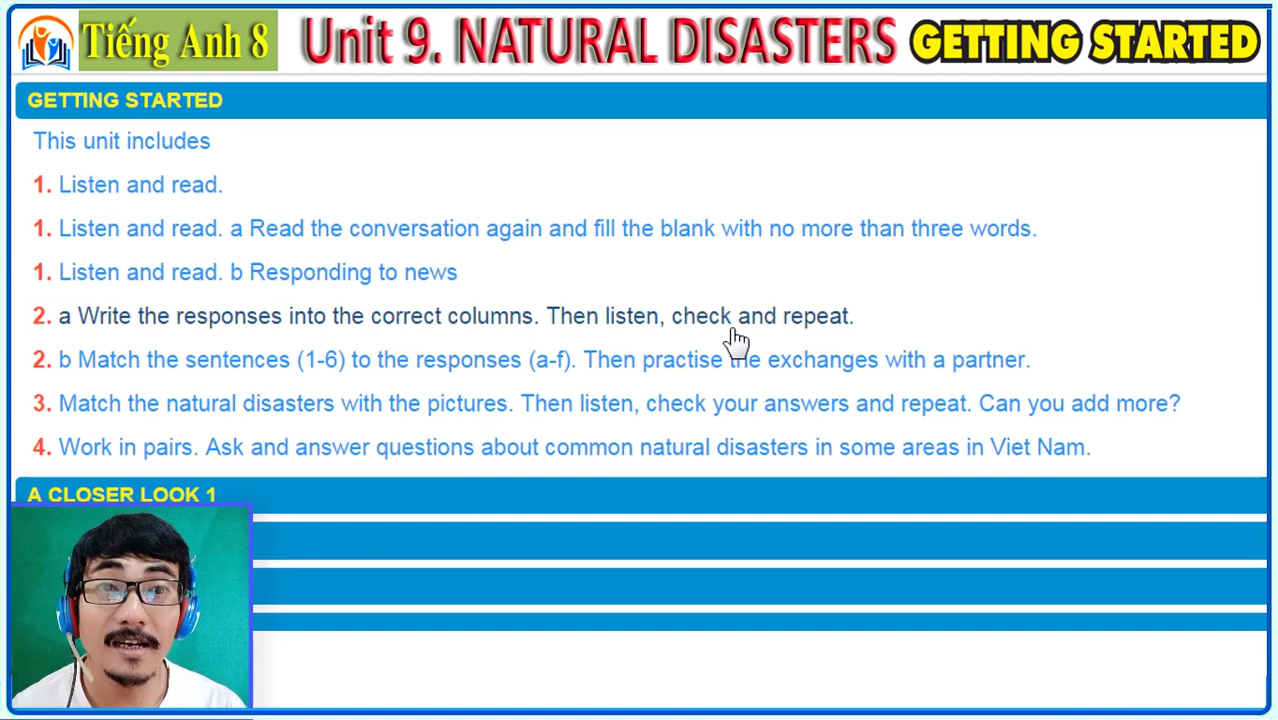 Tiếng Anh 8 Unit 9. NATURAL DISASTERS GETTING STARTED
GETTING STARTED
This unit includes
1. Listen and read.
1. Listen and read. a Read the conversation again and fill the blank with no more than three words.
1. Listen and read. b Responding to news
2. a Write the responses into the correct columns. Then listen, check and repeat.
2. b Match the sentences (1-6) to the responses (a-f). Then practise the exchanges with a partner.
3. Match the natural disasters with the pictures. Then listen, check your answers and repeat. Can you add more?
4. Work in pairs. Ask and answer questions about common natural disasters in some areas in Viet Nam.
A CLOSER LOOK 1